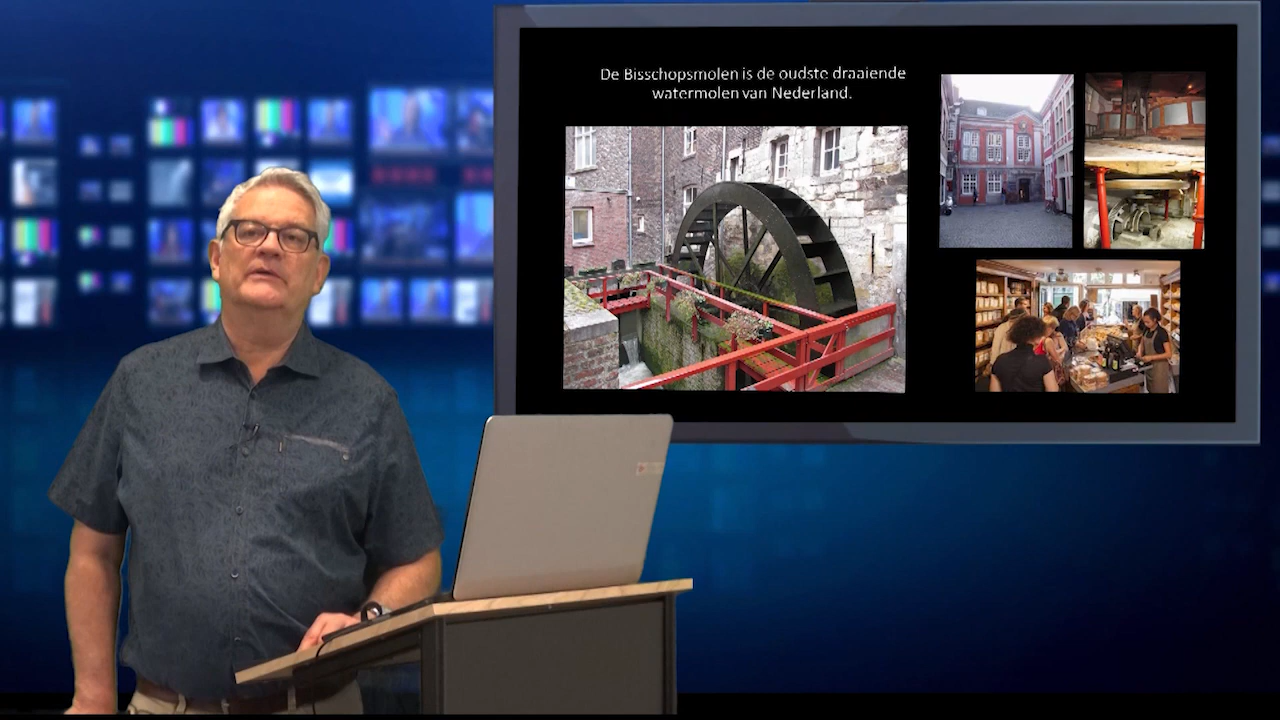 De Bisschopsmolen is de oudste draaiende
watermolen van Nederland.